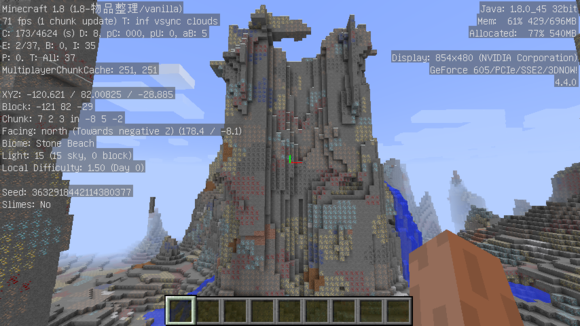 Minecraft 1.8 (1.8-物品整理/vanilla)
71 fps (1 chunk update) T: inf vsync clouds
C: 173/4624 (s) D: 8, pC: 000, pU: 0, aB: 5
E: 2/37, B: 0, I: 35
P: 0. T: All: 37
MultiplayerChunkCache: 251, 251
XYZ: -120.621 / 82.00825 / -28.885
Block: -121 82 -29
Chunk: 7 2 3 in -8 5 -2
Facing: north (Towards negative Z) (178.4 / -8.1)
Biome: Stone Beach
Light: 15 (15 sky, 0 block)
Local Difficulty: 1.50 (Day 0)
Seed: 3632918442114380377
Slimes: No
Java: 1.8.0_45 32bit
Mem: 61% 429/696MB
Allocated: 77% 540MB
Display: 854x480 (NVIDIA Corporation)
GeForce 605/PCIe/SSE2/3DNOW!
4.4.0